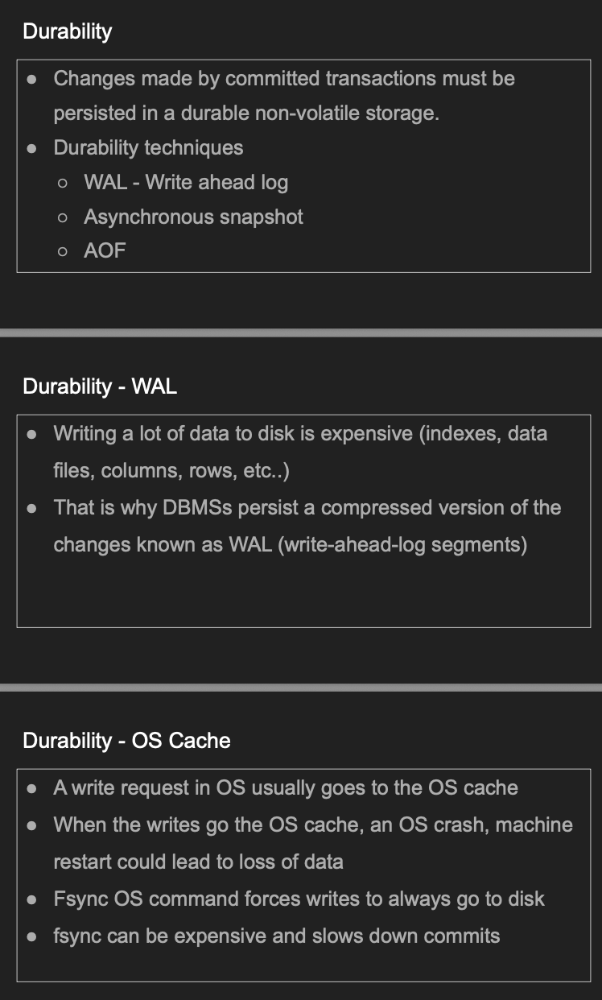 Durability
● Changes made by committed transactions must be
persisted in a durable non-volatile storage.
● Durability techniques
○ WAL - Write ahead log
○ Asynchronous snapshot
○ AOF
Durability - WAL
● Writing a lot of data to disk is expensive (indexes, data
files, columns, rows, etc..)
● That is why DBMSs persist a compressed version of the
changes known as WAL (write-ahead-log segments)
Durability - OS Cache
● A write request in OS usually goes to the OS cache
● When the writes go the OS cache, an OS crash, machine
restart could lead to loss of data
● Fsync OS command forces writes to always go to disk
● fsync can be expensive and slows down commits